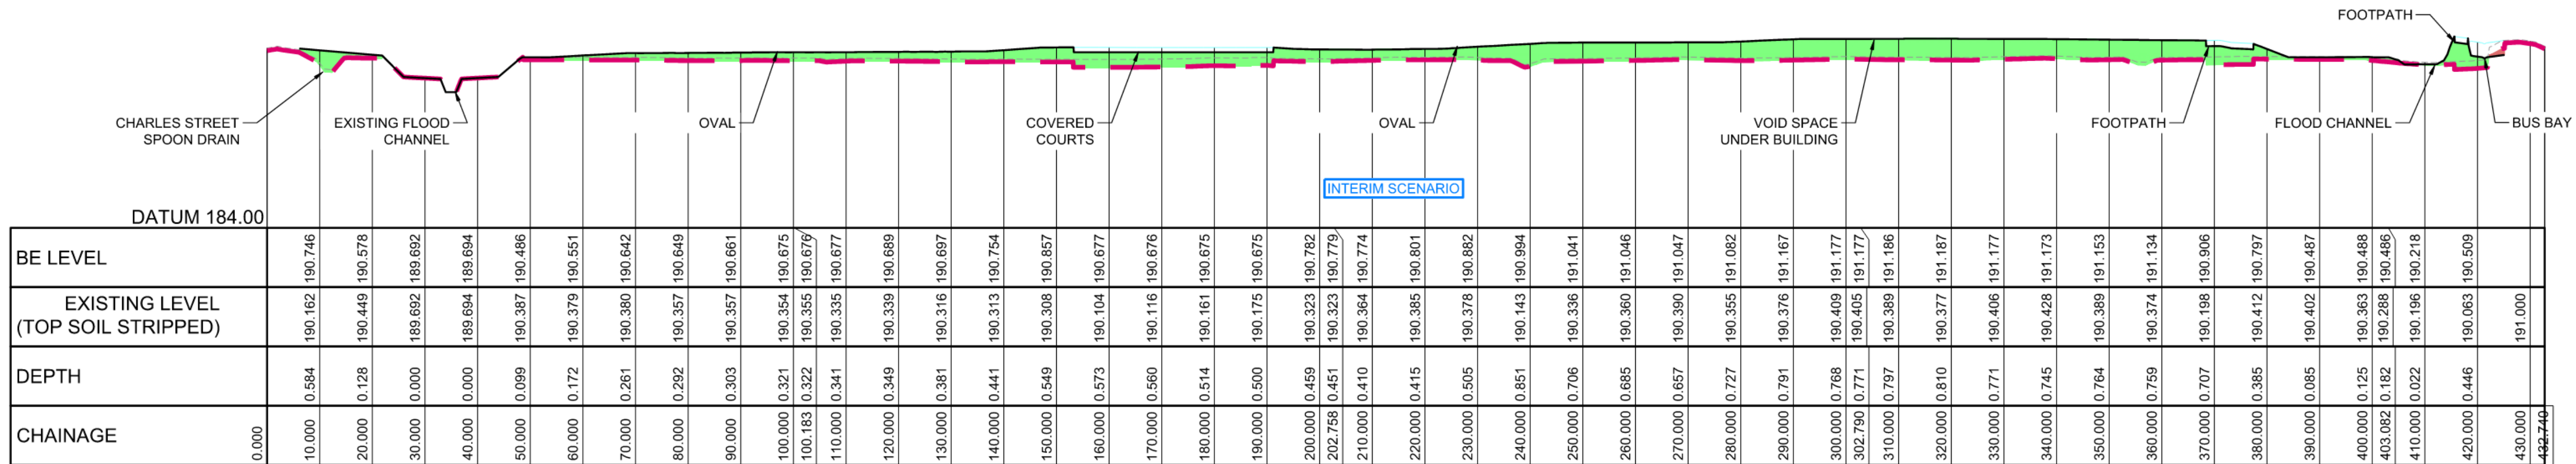 FOOTPATH
CHARLES STREET
SPOON DRAIN
EXISTING FLOOD
CHANNEL
OVAL
COVERED
COURTS
OVAL
VOID SPACE
UNDER BUILDING
FOOTPATH
FLOOD CHANNEL
BUS BAY
INTERIM SCENARIO
DATUM 184.00
BE LEVEL 190.746 190.578 189.692 189.694 190.486 190.551 190.642 190.649 190.661 190.675 190.676 190.677 190.689 190.697 190.754 190.857 190.677 190.676 190.675 190.675 190.782 190.779 190.774 190.801 190.882 190.994 191.041 191.046 191.047 191.082 191.167 191.177 191.177 191.186 191.187 191.177 191.173 191.153 191.134 190.906 190.797 190.487 190.488 190.486 190.218 190.509
EXISTING LEVEL
(TOP SOIL STRIPPED) 190.162 190.449 189.692 189.694 190.387 190.379 190.380 190.357 190.357 190.354 190.355 190.335 190.339 190.316 190.313 190.308 190.104 190.116 190.161 190.175 190.323 190.323 190.364 190.385 190.378 190.143 190.336 190.360 190.390 190.355 190.376 190.409 190.405 190.389 190.377 190.406 190.428 190.389 190.374 190.198 190.412 190.402 190.363 190.288 190.196 190.063 191.000
DEPTH 0.584 0.128 0.000 0.000 0.099 0.172 0.261 0.292 0.303 0.321 0.322 0.341 0.349 0.381 0.441 0.549 0.573 0.560 0.514 0.500 0.459 0.451 0.410 0.415 0.505 0.851 0.706 0.685 0.657 0.727 0.791 0.768 0.771 0.797 0.810 0.771 0.745 0.764 0.759 0.707 0.385 0.085 0.125 0.182 0.022 0.446
CHAINAGE 0.000 10.000 20.000 30.000 40.000 50.000 60.000 70.000 80.000 90.000 100.000 100.183 110.000 120.000 130.000 140.000 150.000 160.000 170.000 180.000 190.000 200.000 202.758 210.000 220.000 230.000 240.000 250.000 260.000 270.000 280.000 290.000 300.000 302.790 310.000 320.000 330.000 340.000 350.000 360.000 370.000 380.000 390.000 400.000 403.082 410.000 420.000 430.000 432.740